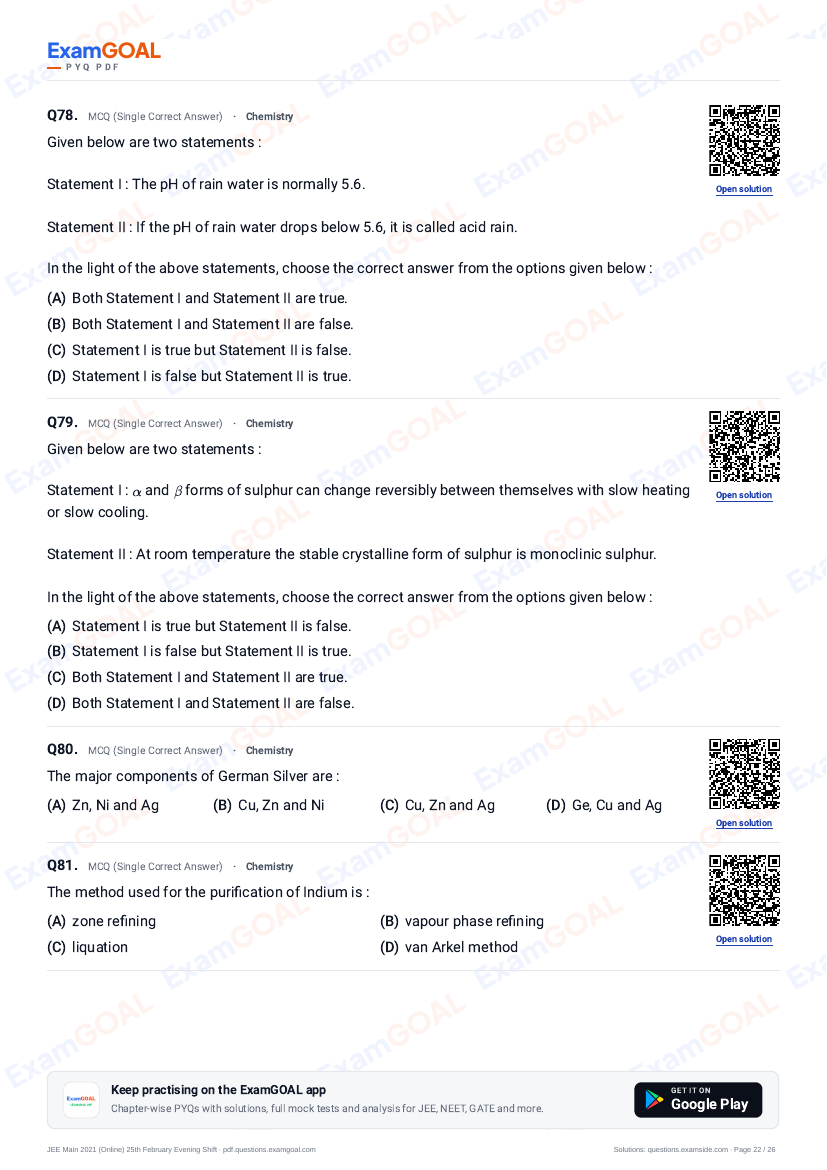 ExamGOAL
PYQ PDF
Q78. MCQ (Single Correct Answer) · Chemistry
Given below are two statements :
Statement I : The pH of rain water is normally 5.6.
Open solution
Statement II : If the pH of rain water drops below 5.6, it is called acid rain.
In the light of the above statements, choose the correct answer from the options given below :
(A) Both Statement I and Statement II are true.
(B) Both Statement I and Statement II are false.
(C) Statement I is true but Statement II is false.
(D) Statement I is false but Statement II is true.
Q79. MCQ (Single Correct Answer) · Chemistry
Given below are two statements :
Statement I : α and β forms of sulphur can change reversibly between themselves with slow heating
Open solution
or slow cooling.
Statement II : At room temperature the stable crystalline form of sulphur is monoclinic sulphur.
In the light of the above statements, choose the correct answer from the options given below :
(A) Statement I is true but Statement II is false.
(B) Statement I is false but Statement II is true.
(C) Both Statement I and Statement II are true.
(D) Both Statement I and Statement II are false.
Q80. MCQ (Single Correct Answer) · Chemistry
The major components of German Silver are :
(A) Zn, Ni and Ag (B) Cu, Zn and Ni (C) Cu, Zn and Ag (D) Ge, Cu and Ag
Open solution
Q81. MCQ (Single Correct Answer) · Chemistry
The method used for the purification of Indium is :
(A) zone refining (B) vapour phase refining
Open solution
(C) liquation (D) van Arkel method
ExamGOAL
Keep practising on the ExamGOAL app
Chapter-wise PYQs with solutions, full mock tests and analysis for JEE, NEET, GATE and more.
GET IT ON
Google Play
JEE Main 2021 (Online) 25th February Evening Shift · pdf.questions.examgoal.com
Solutions: questions.examside.com · Page 22 / 26